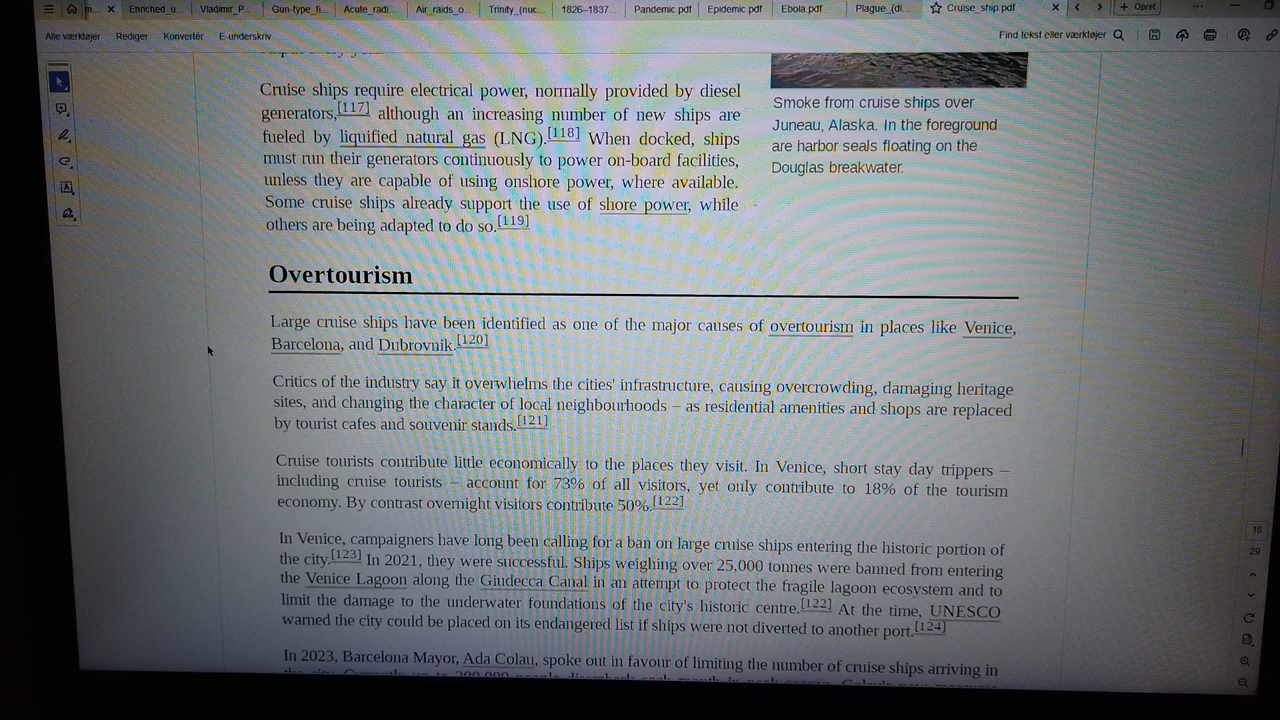 m...
Enriched_u...
Vladimir_P...
Gun-type_fi...
Acute_radi...
Air_raids_o...
Trinity_(nuc...
1826–1837...
Pandemic.pdf
Epidemic.pdf
Ebola.pdf
Plague_(di...
Cruise_ship.pdf
+ Opret
Alle værktøjer
Rediger
Konvertér
E-underskriv
Find tekst eller værktøjer
Cruise ships require electrical power, normally provided by diesel
generators,[117] although an increasing number of new ships are
fueled by liquified natural gas (LNG).[118] When docked, ships
must run their generators continuously to power on-board facilities,
unless they are capable of using onshore power, where available.
Some cruise ships already support the use of shore power, while
others are being adapted to do so.[119]
Smoke from cruise ships over
Juneau, Alaska. In the foreground
are harbor seals floating on the
Douglas breakwater.
Overtourism
Large cruise ships have been identified as one of the major causes of overtourism in places like Venice,
Barcelona, and Dubrovnik.[120]
Critics of the industry say it overwhelms the cities' infrastructure, causing overcrowding, damaging heritage
sites, and changing the character of local neighbourhoods – as residential amenities and shops are replaced
by tourist cafes and souvenir stands.[121]
Cruise tourists contribute little economically to the places they visit. In Venice, short stay day trippers –
including cruise tourists – account for 73% of all visitors, yet only contribute to 18% of the tourism
economy. By contrast overnight visitors contribute 50%.[122]
In Venice, campaigners have long been calling for a ban on large cruise ships entering the historic portion of
the city.[123] In 2021, they were successful. Ships weighing over 25,000 tonnes were banned from entering
the Venice Lagoon along the Giudecca Canal in an attempt to protect the fragile lagoon ecosystem and to
limit the damage to the underwater foundations of the city's historic centre.[122] At the time, UNESCO
warned the city could be placed on its endangered list if ships were not diverted to another port.[124]
In 2023, Barcelona Mayor, Ada Colau, spoke out in favour of limiting the number of cruise ships arriving in
18
29